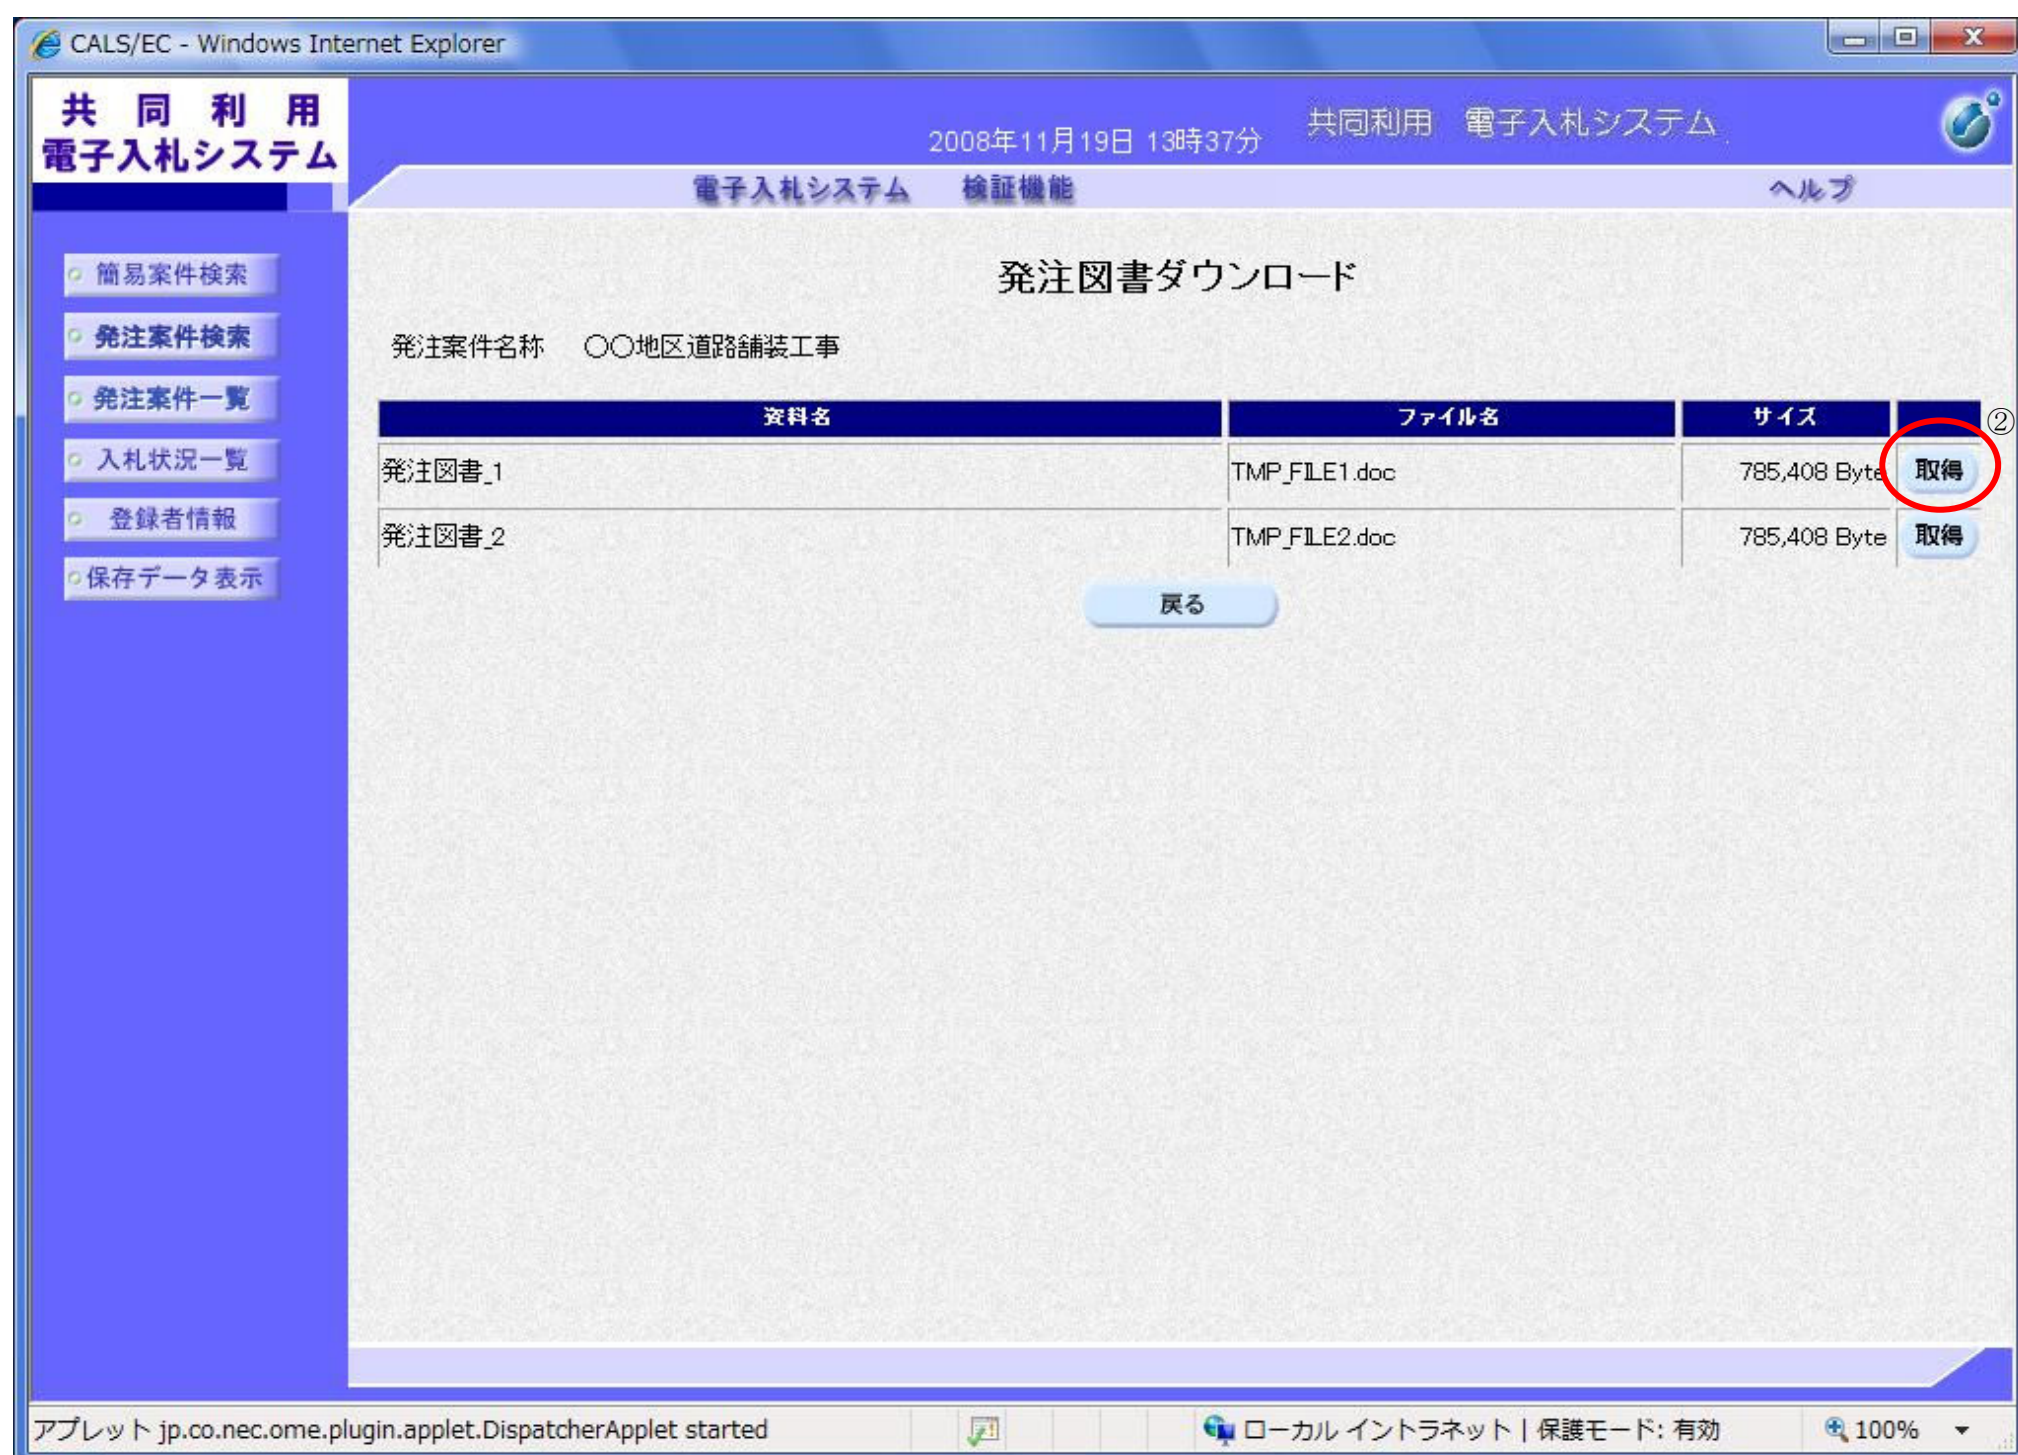 CALS/EC - Windows Internet Explorer
共 同 利 用
電子入札システム
2008年11月19日 13時37分
共同利用 電子入札システム
電子入札システム 検証機能 ヘルプ
簡易案件検索
発注案件検索
発注案件一覧
入札状況一覧
登録者情報
保存データ表示
発注図書ダウンロード
発注案件名称 〇〇地区道路舗装工事
資料名 ファイル名 サイズ ②
発注図書_1 TMP_FILE1.doc 785,408 Byte 取得
発注図書_2 TMP_FILE2.doc 785,408 Byte 取得
戻る
アプレット jp.co.nec.ome.plugin.applet.DispatcherApplet started ローカル イントラネット | 保護モード: 有効 100%